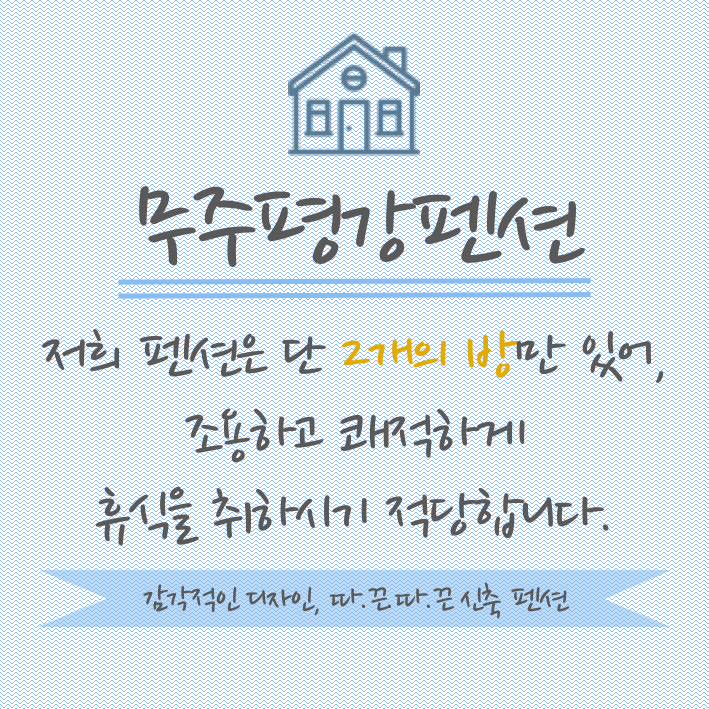 무주평강펜션
저희 펜션은 단 2개의 방만 있어,
조용하고 쾌적하게
휴식을 취하시기 적당합니다.
감각적인 디자인, 따.끈따.끈 신축 펜션